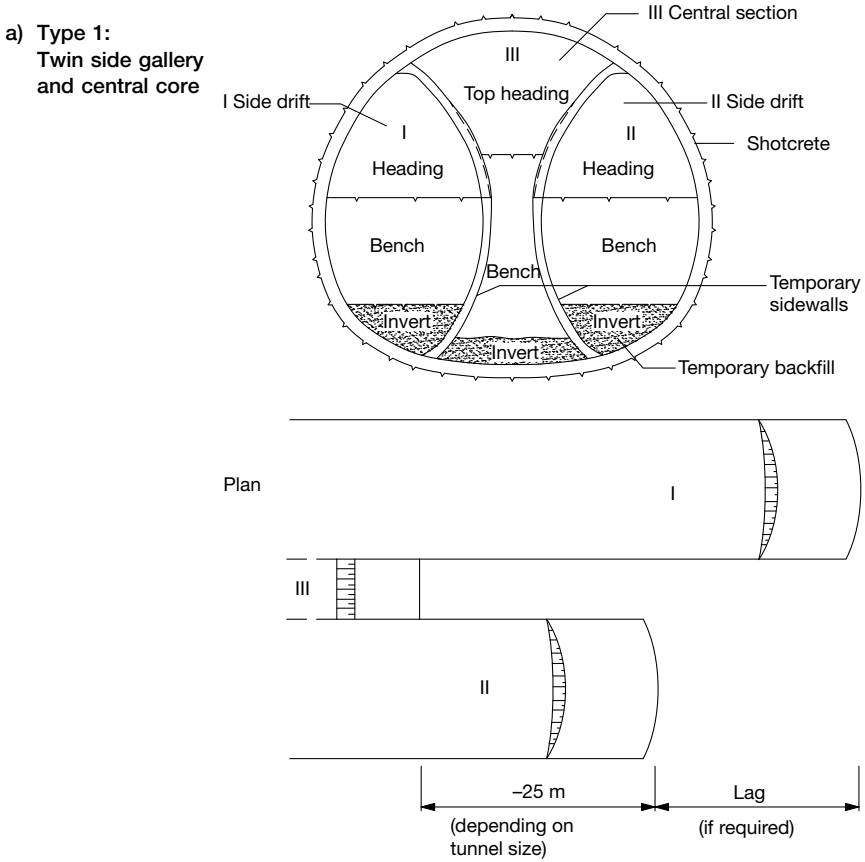 a) Type 1:
Twin side gallery
and central core
III Central section
III
Top heading
I Side drift
II Side drift
I
II
Shotcrete
Heading
Heading
Bench
Bench
Bench
Temporary
sidewalls
Invert
Invert
Invert
Temporary backfill
Plan
I
III
II
~25 m
Lag
(depending on
tunnel size)
(if required)